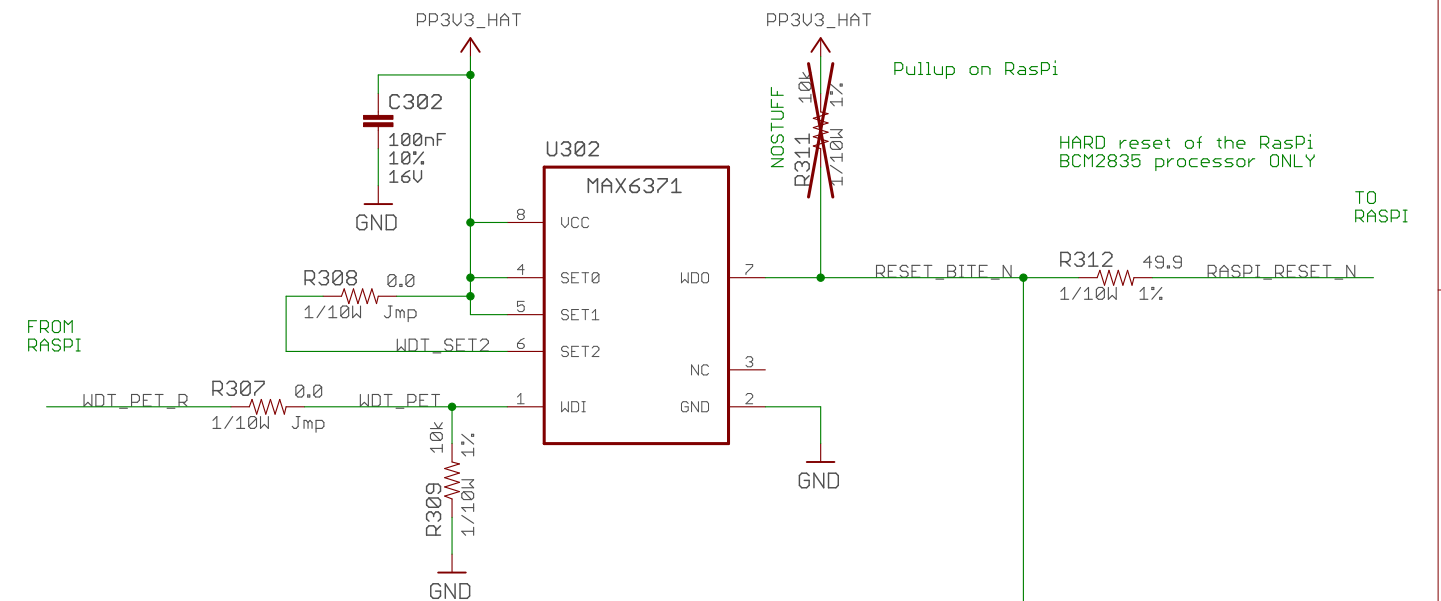 PP3V3_HAT
PP3V3_HAT
Pullup on RasPi
C302
100nF
10%
16V
GND
NOSTUFF
R311
10k
1%
1/10W
HARD reset of the RasPi
BCM2835 processor ONLY
TO
RASPI
U302
MAX6371
8
VCC
4
SET0
5
SET1
6
SET2
1
WDI
WDO
7
NC
3
GND
2
R308
0.0
1/10W
Jmp
WDT_SET2
RESET_BITE_N
R312
49.9
1/10W
1%
RASPI_RESET_N
FROM
RASPI
WDT_PET_R
R307
0.0
1/10W
Jmp
WDT_PET
R309
10k
1%
1/10W
GND
GND